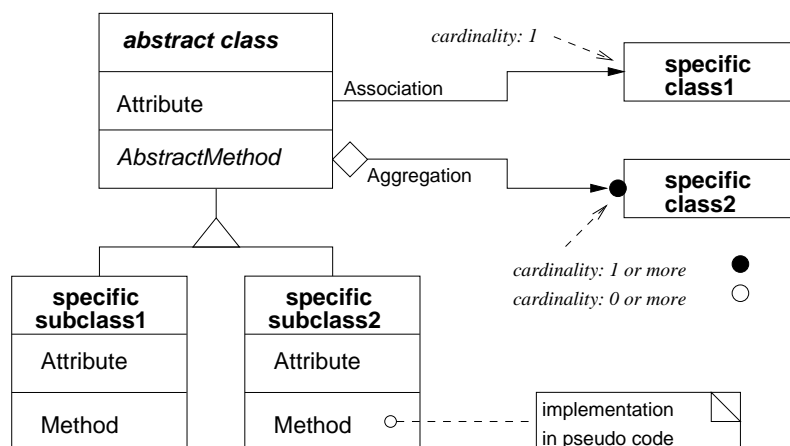 abstract class
cardinality: 1
specific
class1
Association
Attribute
AbstractMethod
Aggregation
specific
class2
cardinality: 1 or more
cardinality: 0 or more
specific
subclass1
specific
subclass2
Attribute
Attribute
Method
Method
implementation
in pseudo code